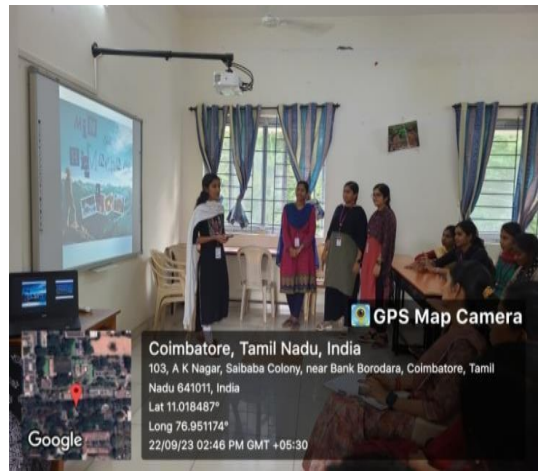 GPS Map Camera
Coimbatore, Tamil Nadu, India
103, A K Nagar, Saibaba Colony, near Bank Borodara, Coimbatore, Tamil
Nadu 641011, India
Lat 11.018487°
Long 76.951174°
22/09/23 02:46 PM GMT +05:30
Google